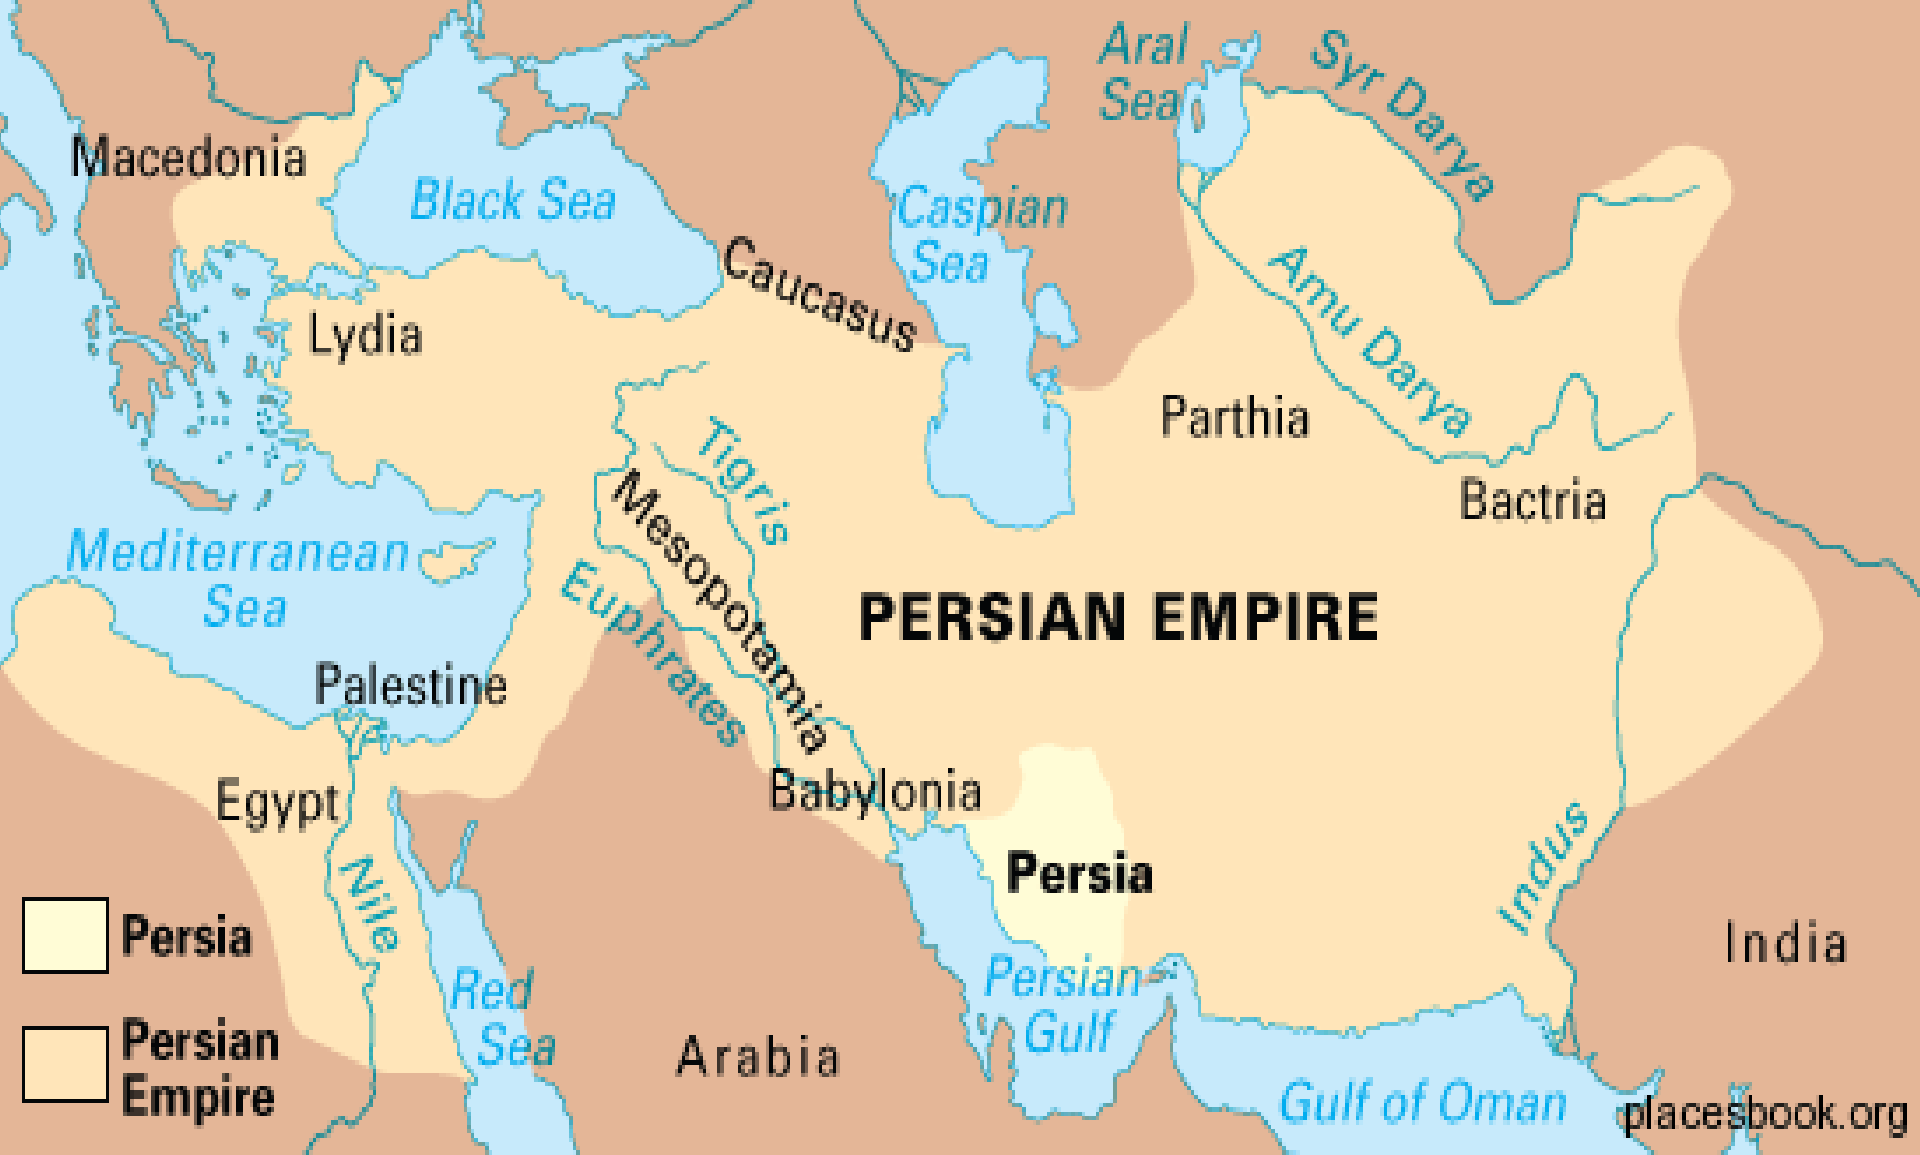 Aral
Sea
Syr Darya
Macedonia
Black Sea
Caspian
Sea
Caucasus
Amu Darya
Lydia
Parthia
Tigris
Bactria
Mesopotamia
Mediterranean
Sea
Euphrates
PERSIAN EMPIRE
Palestine
Egypt
Babylonia
Nile
Persia
Indus
India
Persia
Red
Sea
Persian
Gulf
Arabia
Persian
Empire
Gulf of Oman
placesbook.org